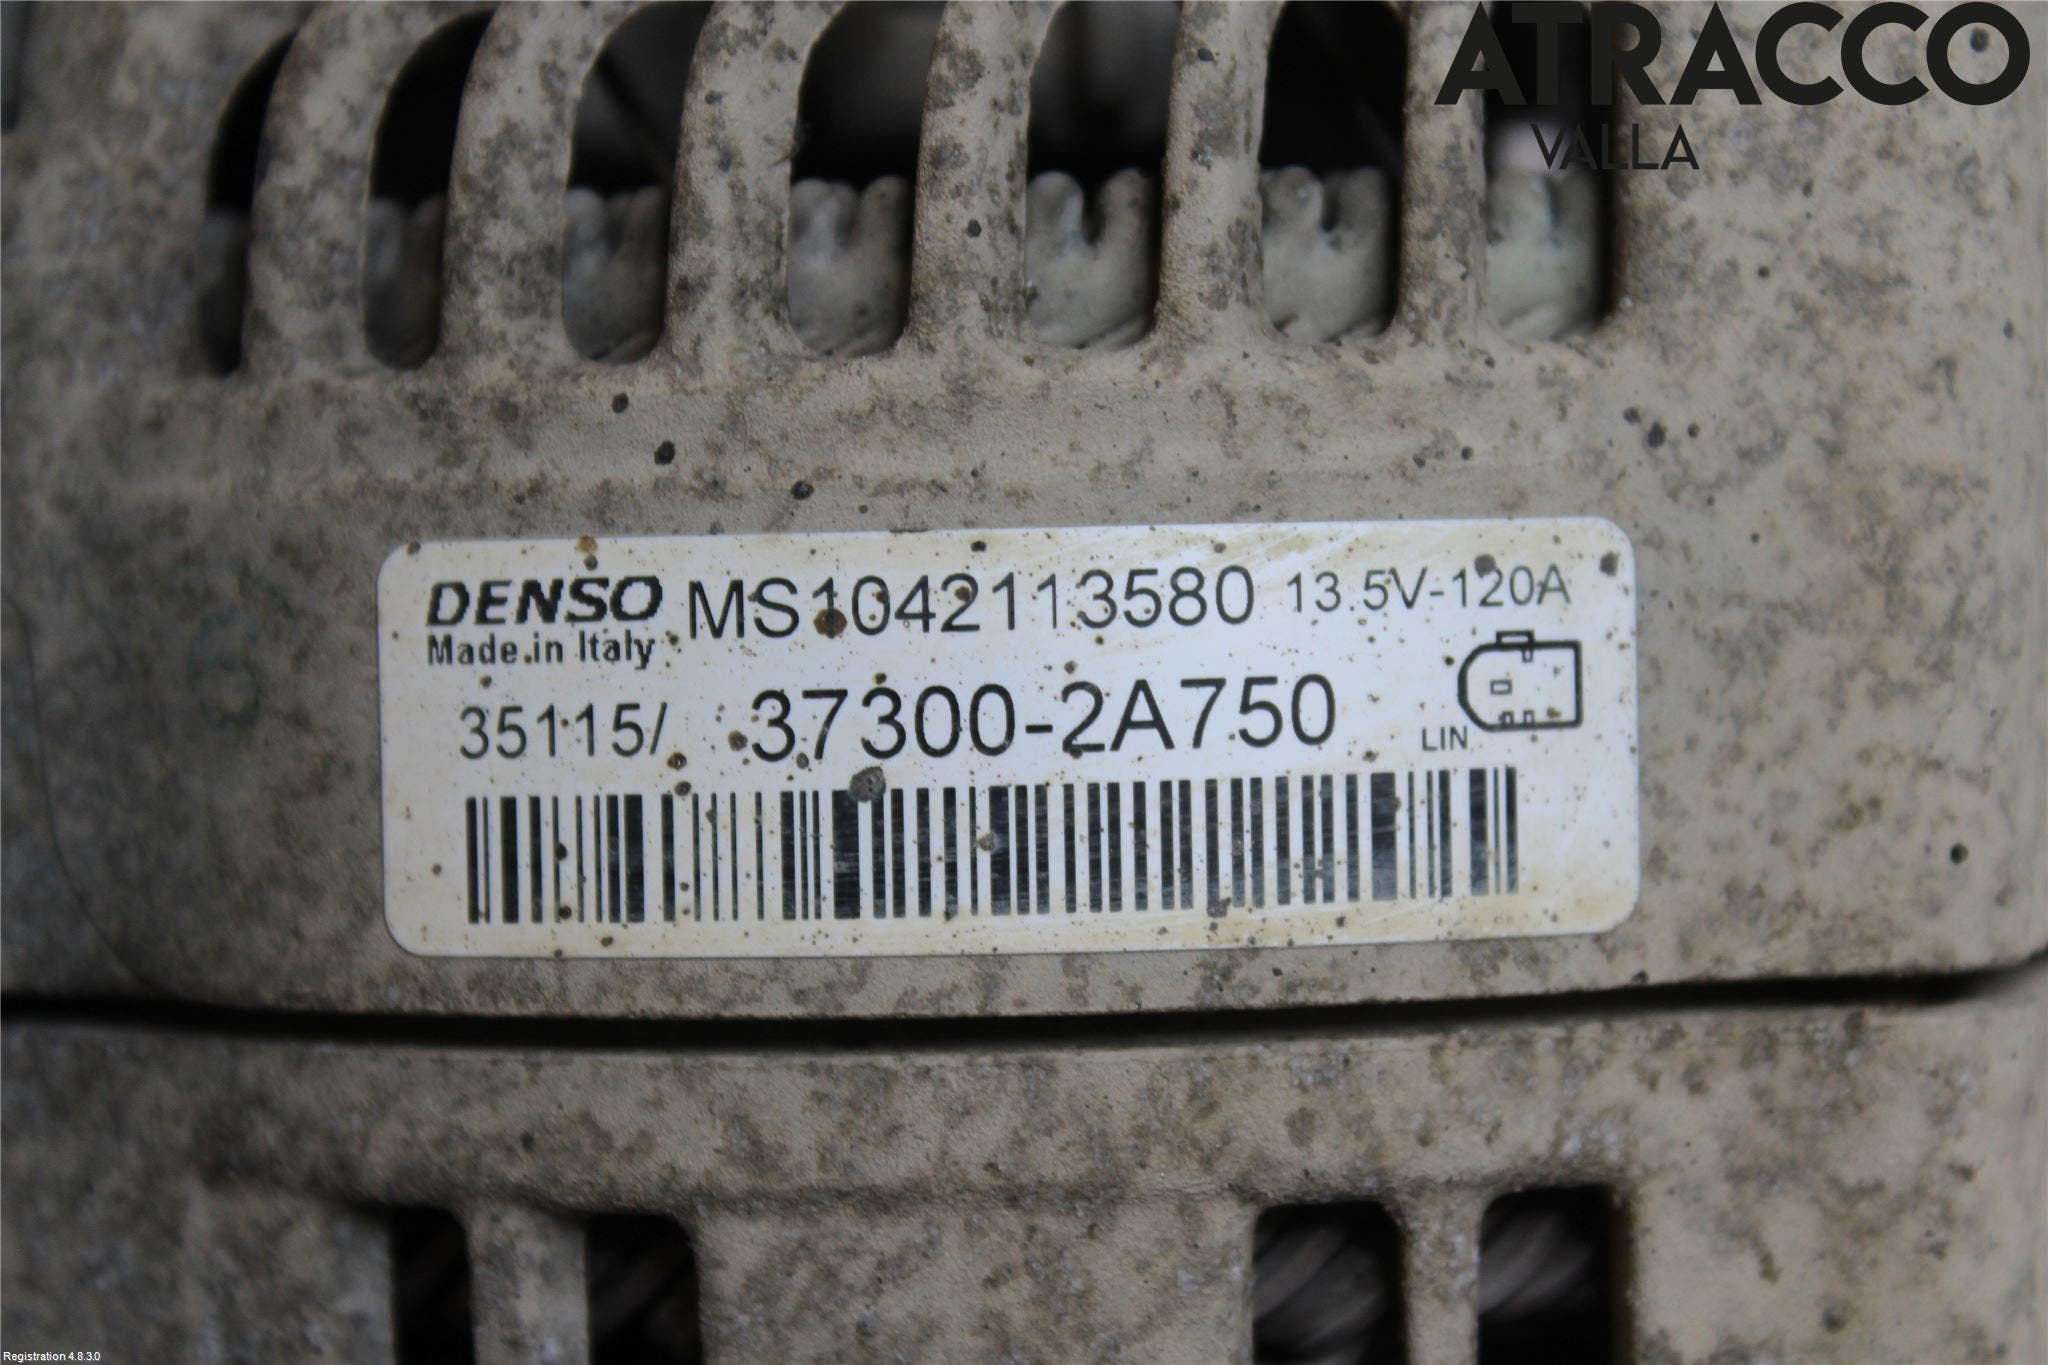 ATRACCO
VALLA
DENSO MS1042113580 13.5V-120A
Made in Italy
35115/ 37300-2A750
LIN
Registration 4.8.3.0